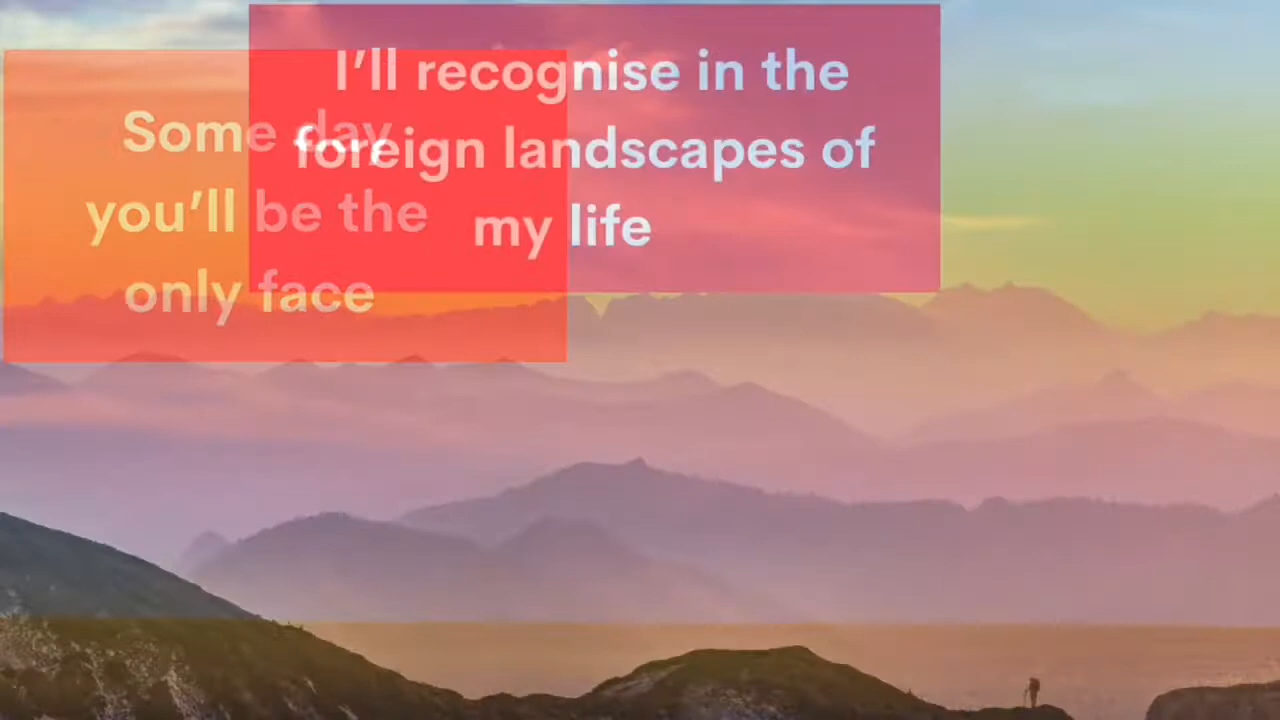 Some day
you’ll be the
only face
I’ll recognise in the
foreign landscapes of
my life